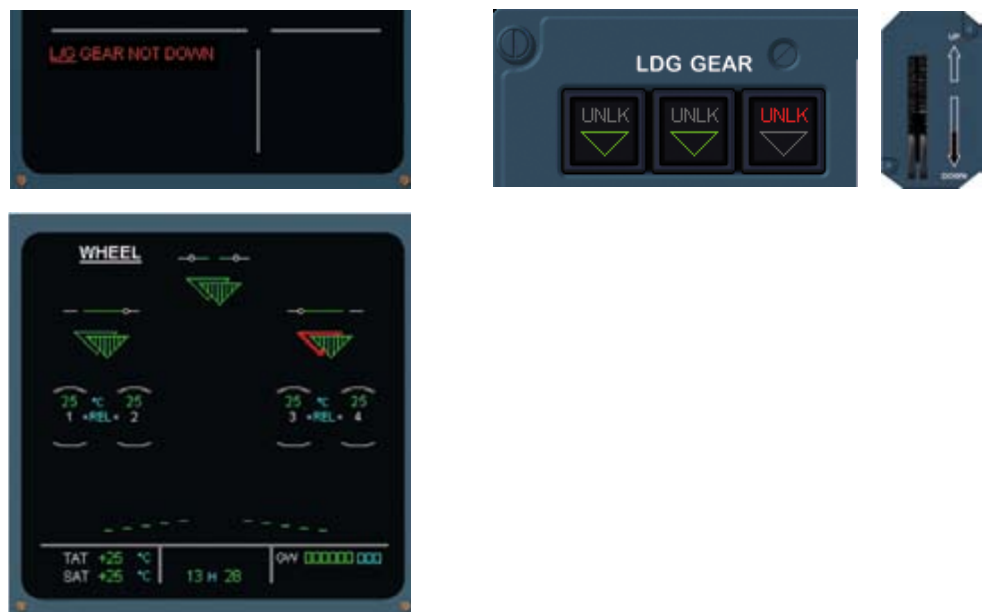 L/G GEAR NOT DOWN
LDG GEAR
UNLK UNLK UNLK
UP
DOWN
WHEEL
25 °C 25
1 •REL• 2
25 °C 25
3 •REL• 4
TAT +25 °C
SAT +25 °C
13 H 28
GW